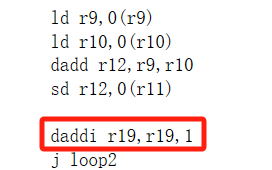 ld r9,0(r9)
ld r10,0(r10)
dadd r12,r9,r10
sd r12,0(r11)
daddi r19,r19,1
j loop2